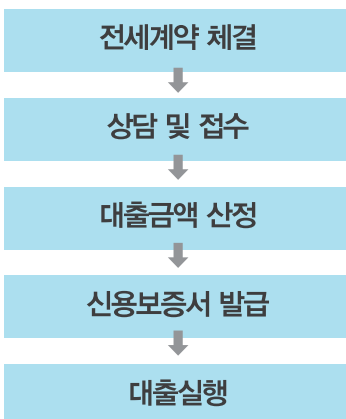 전세계약 체결
상담 및 접수
대출금액 산정
신용보증서 발급
대출실행